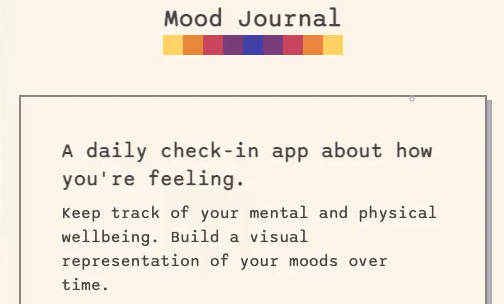 Mood Journal
A daily check-in app about how
you're feeling.
Keep track of your mental and physical
wellbeing. Build a visual
representation of your moods over
time.